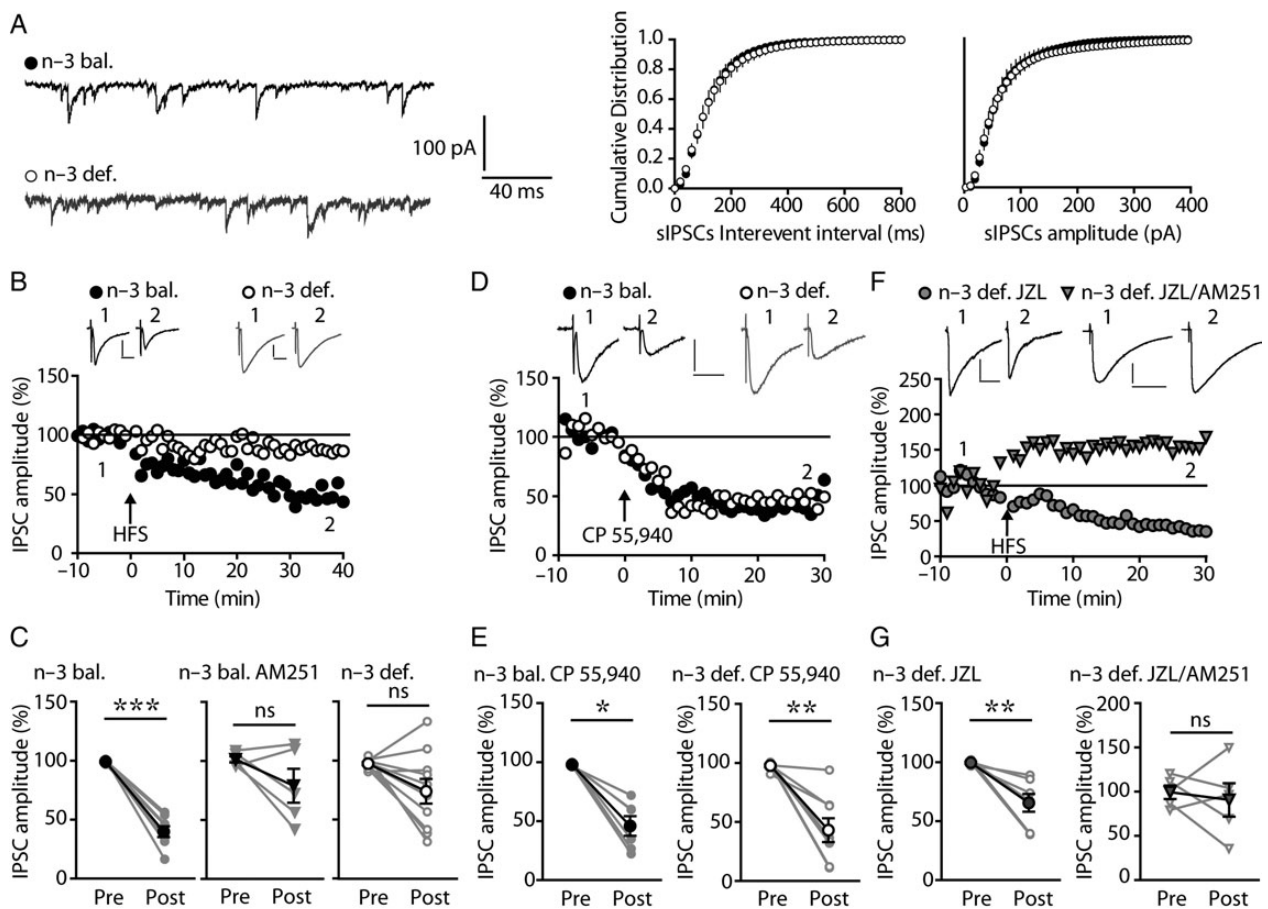 A
n–3 bal.
n–3 def.
100 pA
40 ms
Cumulative Distribution
1.0
0.8
0.6
0.4
0.2
0.0
0 200 400 600 800
sIPSCs Interevent interval (ms)
0 100 200 300 400
sIPSCs amplitude (pA)
B
n–3 bal. n–3 def.
1 2 1 2
IPSC amplitude (%)
150
100
50
0
1
2
HFS
–10 0 10 20 30 40
Time (min)
D
n–3 bal. n–3 def.
1 2 1 2
IPSC amplitude (%)
150
100
50
0
1
2
CP 55,940
–10 0 10 20 30
Time (min)
F
n–3 def. JZL n–3 def. JZL/AM251
1 2 1 2
IPSC amplitude (%)
250
200
150
100
50
0
1
2
HFS
–10 0 10 20 30
Time (min)
C
n–3 bal. n–3 bal. AM251 n–3 def.
*** ns ns
IPSC amplitude (%)
150
100
50
0
Pre Post Pre Post Pre Post
E
n–3 bal. CP 55,940 n–3 def. CP 55,940
* **
IPSC amplitude (%)
150
100
50
0
150
100
50
0
Pre Post Pre Post
G
n–3 def. JZL n–3 def. JZL/AM251
** ns
IPSC amplitude (%)
150
100
50
0
200
150
100
50
0
Pre Post Pre Post